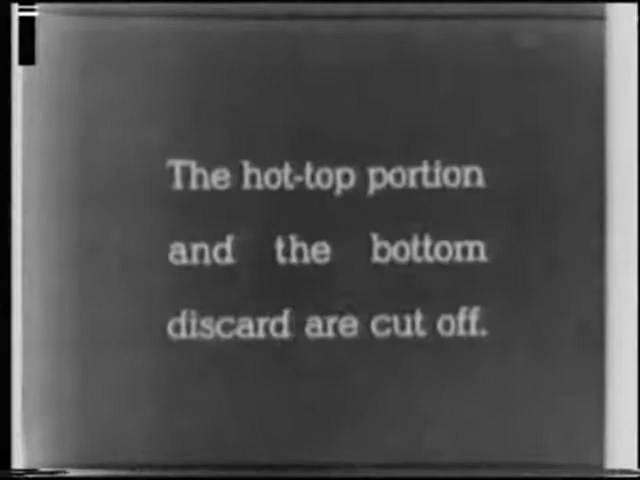 The hot-top portion
and the bottom
discard are cut off.